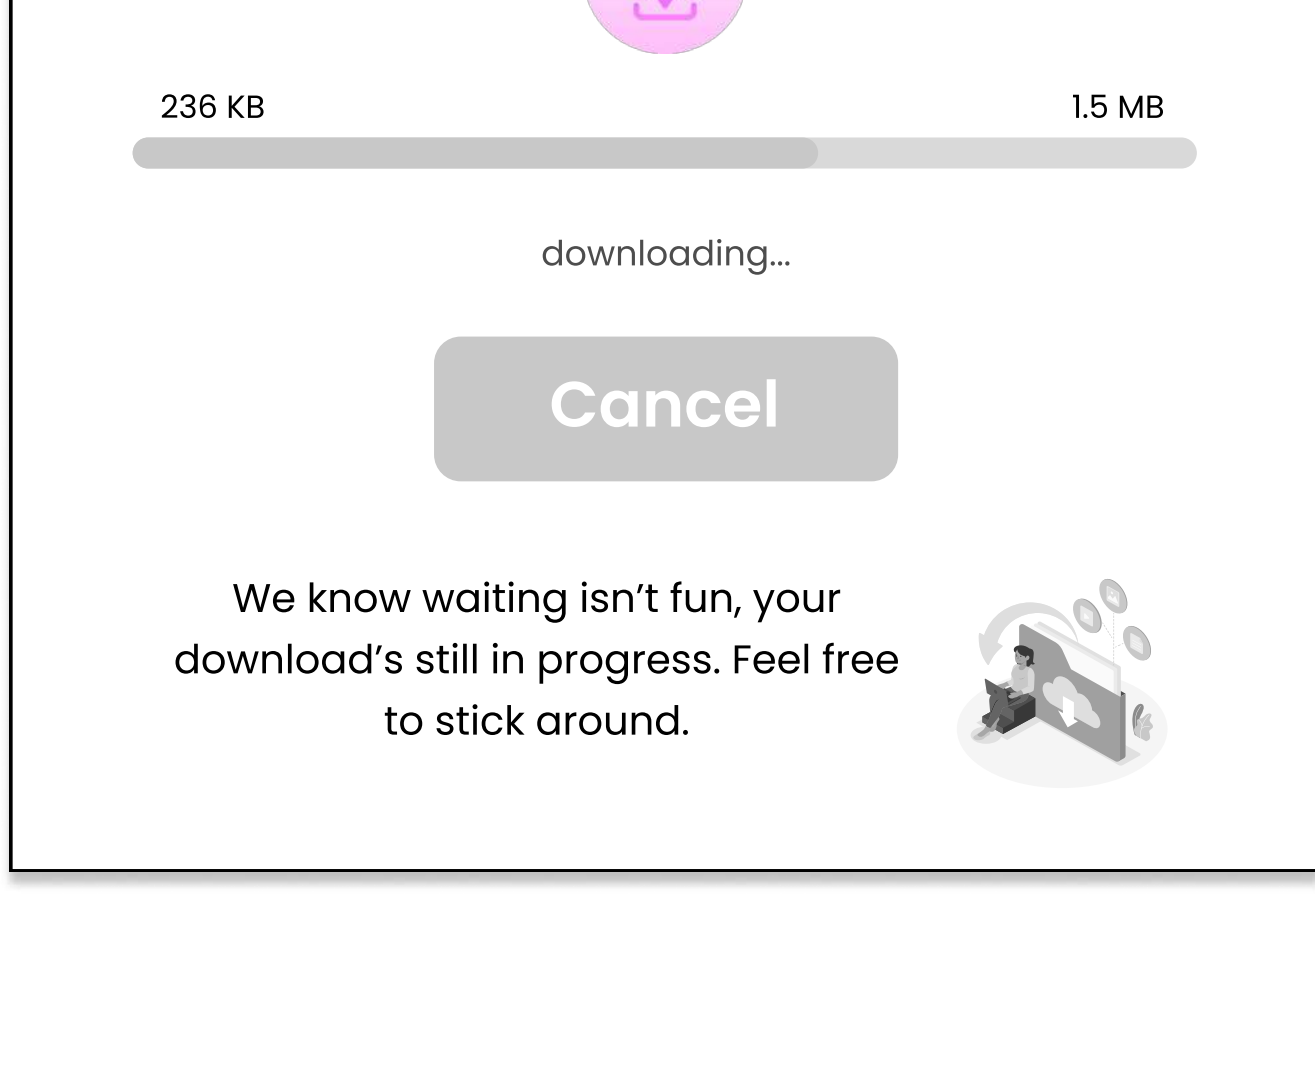 236 KB
1.5 MB
downloading...
Cancel
We know waiting isn’t fun, your
download’s still in progress. Feel free
to stick around.